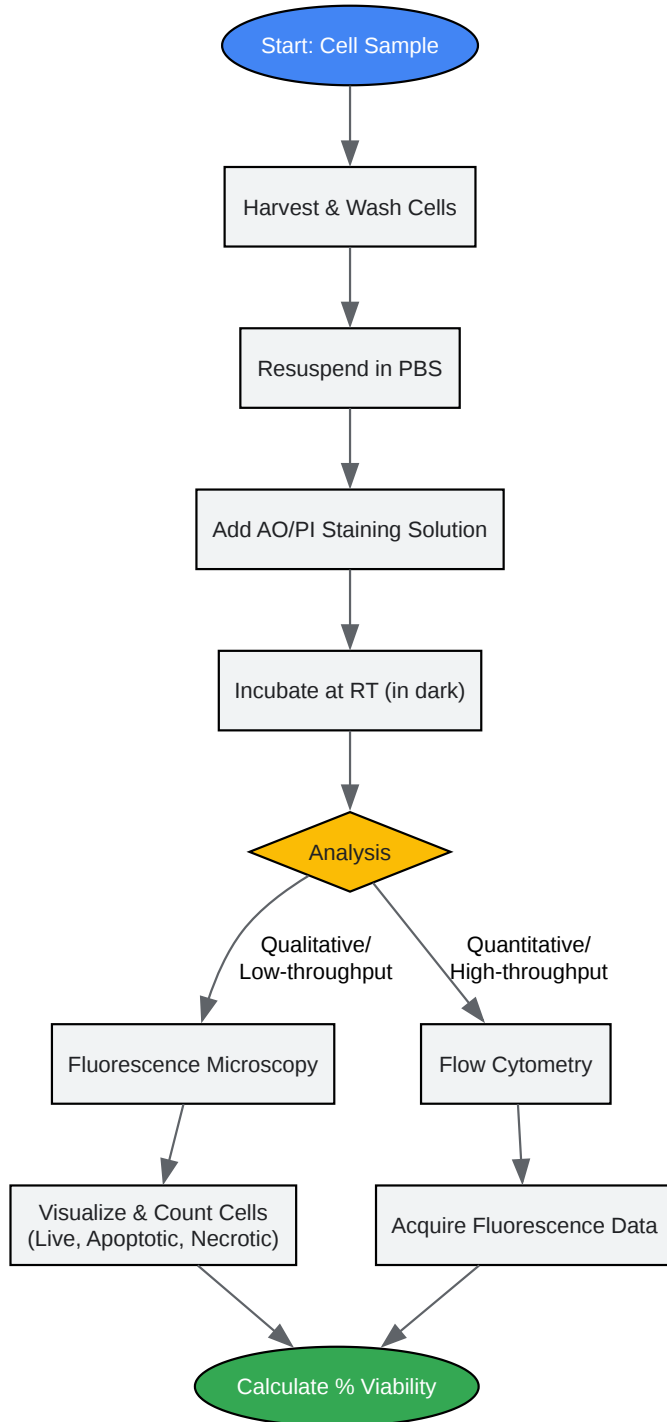 Start: Cell Sample
Harvest & Wash Cells
Resuspend in PBS
Add AO/PI Staining Solution
Incubate at RT (in dark)
Analysis
Qualitative/
Low-throughput
Quantitative/
High-throughput
Fluorescence Microscopy
Flow Cytometry
Visualize & Count Cells
(Live, Apoptotic, Necrotic)
Acquire Fluorescence Data
Calculate % Viability